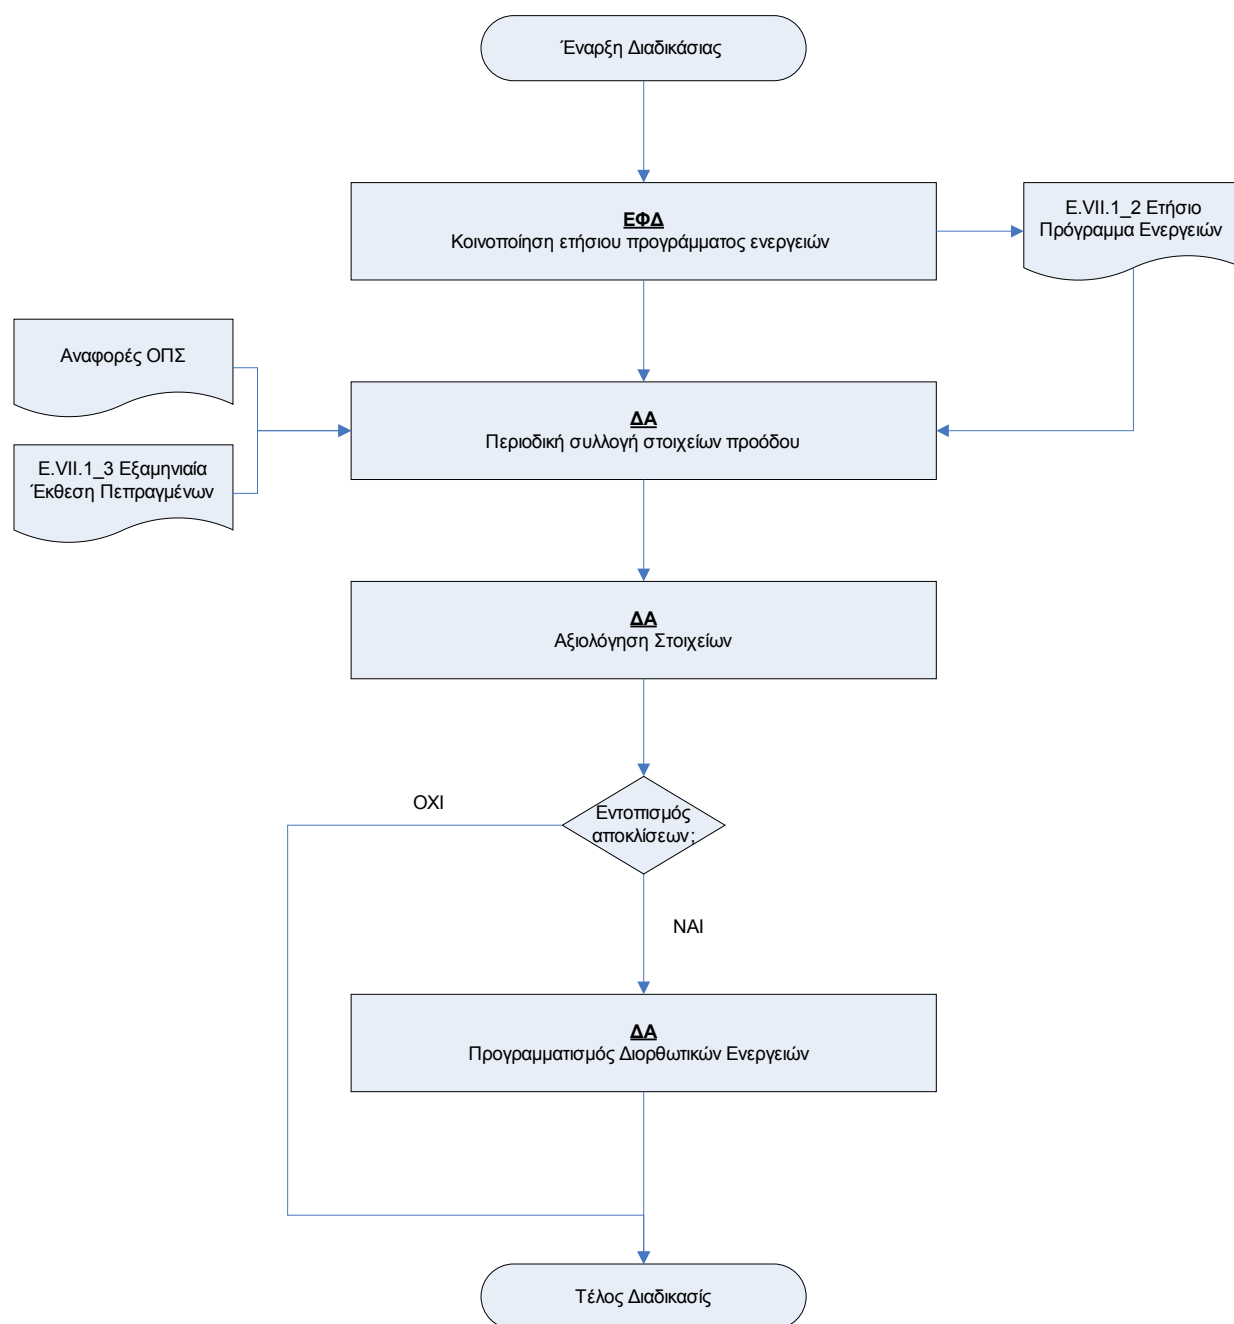 Έναρξη Διαδικάσιας
ΕΦΔ
Κοινοποίηση ετήσιου προγράμματος ενεργειών
Ε.VII.1_2 Ετήσιο
Πρόγραμμα Ενεργειών
Αναφορές ΟΠΣ
ΔΑ
Περιοδική συλλογή στοιχείων προόδου
Ε.VII.1_3 Εξαμηνιαία
Έκθεση Πεπραγμένων
ΔΑ
Αξιολόγηση Στοιχείων
ΟΧΙ
Εντοπισμός
αποκλίσεων;
ΝΑΙ
ΔΑ
Προγραμματισμός Διορθωτικών Ενεργειών
Τέλος Διαδικασίς